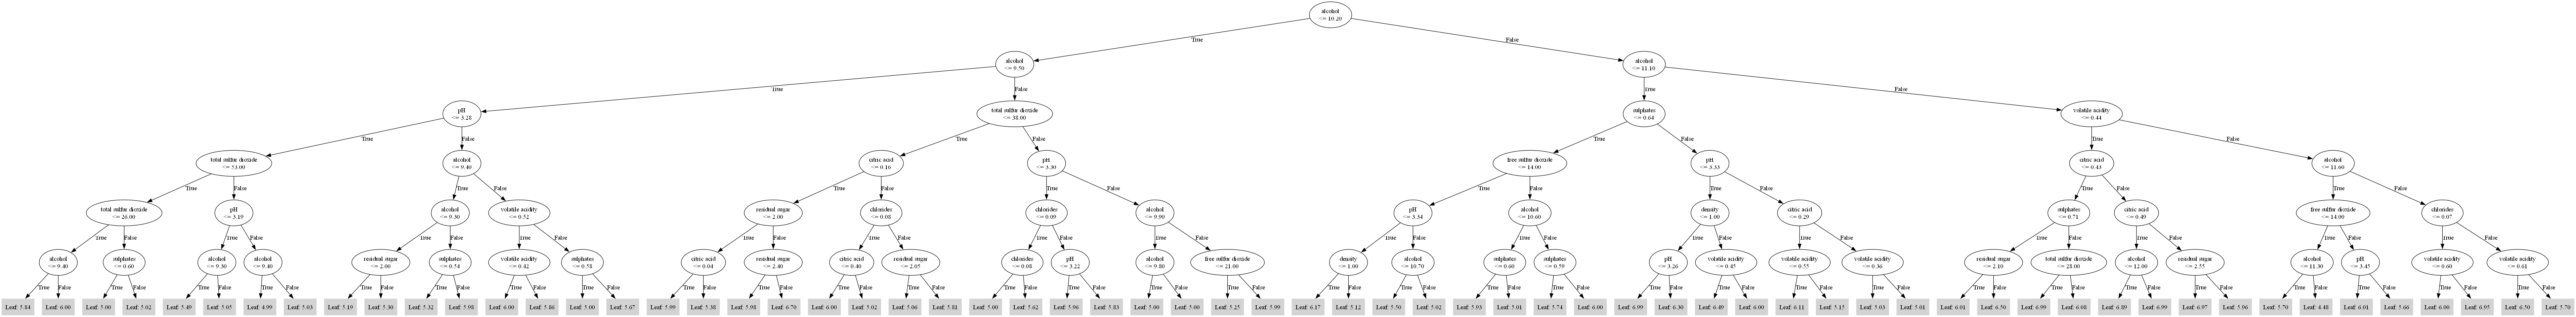 alcohol
<= 10.20
True
False
alcohol
<= 9.50
alcohol
<= 11.10
True
False
True
False
pH
<= 3.28
total sulfur dioxide
<= 38.00
sulphates
<= 0.64
volatile acidity
<= 0.44
True
False
True
False
True
False
True
False
total sulfur dioxide
<= 53.00
alcohol
<= 9.40
citric acid
<= 0.16
pH
<= 3.30
free sulfur dioxide
<= 14.00
pH
<= 3.33
citric acid
<= 0.43
alcohol
<= 11.60
True
False
True
False
True
False
True
False
True
False
True
False
True
False
True
False
total sulfur dioxide
<= 26.00
pH
<= 3.19
alcohol
<= 9.30
volatile acidity
<= 0.52
residual sugar
<= 2.00
chlorides
<= 0.08
chlorides
<= 0.09
alcohol
<= 9.90
pH
<= 3.34
alcohol
<= 10.60
density
<= 1.00
citric acid
<= 0.29
sulphates
<= 0.71
citric acid
<= 0.49
free sulfur dioxide
<= 14.00
chlorides
<= 0.07
True
False
True
False
True
False
True
False
True
False
True
False
True
False
True
False
True
False
True
False
True
False
True
False
True
False
True
False
True
False
True
False
alcohol
<= 9.40
sulphates
<= 0.60
alcohol
<= 9.30
alcohol
<= 9.40
residual sugar
<= 2.00
sulphates
<= 0.54
volatile acidity
<= 0.42
sulphates
<= 0.58
citric acid
<= 0.04
residual sugar
<= 2.40
citric acid
<= 0.40
residual sugar
<= 2.05
chlorides
<= 0.08
pH
<= 3.22
alcohol
<= 9.80
free sulfur dioxide
<= 21.00
density
<= 1.00
alcohol
<= 10.70
sulphates
<= 0.60
sulphates
<= 0.59
pH
<= 3.26
volatile acidity
<= 0.45
volatile acidity
<= 0.55
volatile acidity
<= 0.36
residual sugar
<= 2.10
total sulfur dioxide
<= 28.00
alcohol
<= 12.00
residual sugar
<= 2.55
alcohol
<= 11.30
pH
<= 3.45
volatile acidity
<= 0.60
volatile acidity
<= 0.61
True
False
True
False
True
False
True
False
True
False
True
False
True
False
True
False
True
False
True
False
True
False
True
False
True
False
True
False
True
False
True
False
True
False
True
False
True
False
True
False
True
False
True
False
True
False
True
False
True
False
True
False
True
False
True
False
True
False
True
False
True
False
True
False
Leaf: 5.84
Leaf: 6.00
Leaf: 5.00
Leaf: 5.02
Leaf: 5.49
Leaf: 5.05
Leaf: 4.99
Leaf: 5.03
Leaf: 5.19
Leaf: 5.30
Leaf: 5.32
Leaf: 5.98
Leaf: 6.00
Leaf: 5.86
Leaf: 5.00
Leaf: 5.67
Leaf: 5.99
Leaf: 5.38
Leaf: 5.98
Leaf: 6.70
Leaf: 6.00
Leaf: 5.02
Leaf: 5.06
Leaf: 5.81
Leaf: 5.00
Leaf: 5.62
Leaf: 5.96
Leaf: 5.83
Leaf: 5.00
Leaf: 5.00
Leaf: 5.25
Leaf: 5.99
Leaf: 6.17
Leaf: 5.12
Leaf: 5.50
Leaf: 5.02
Leaf: 5.93
Leaf: 5.01
Leaf: 5.74
Leaf: 6.00
Leaf: 6.99
Leaf: 6.30
Leaf: 6.49
Leaf: 6.00
Leaf: 6.11
Leaf: 5.15
Leaf: 5.03
Leaf: 5.01
Leaf: 6.01
Leaf: 6.50
Leaf: 6.99
Leaf: 6.08
Leaf: 6.89
Leaf: 6.99
Leaf: 6.97
Leaf: 5.96
Leaf: 5.70
Leaf: 4.48
Leaf: 6.01
Leaf: 5.66
Leaf: 6.00
Leaf: 6.95
Leaf: 6.50
Leaf: 5.70